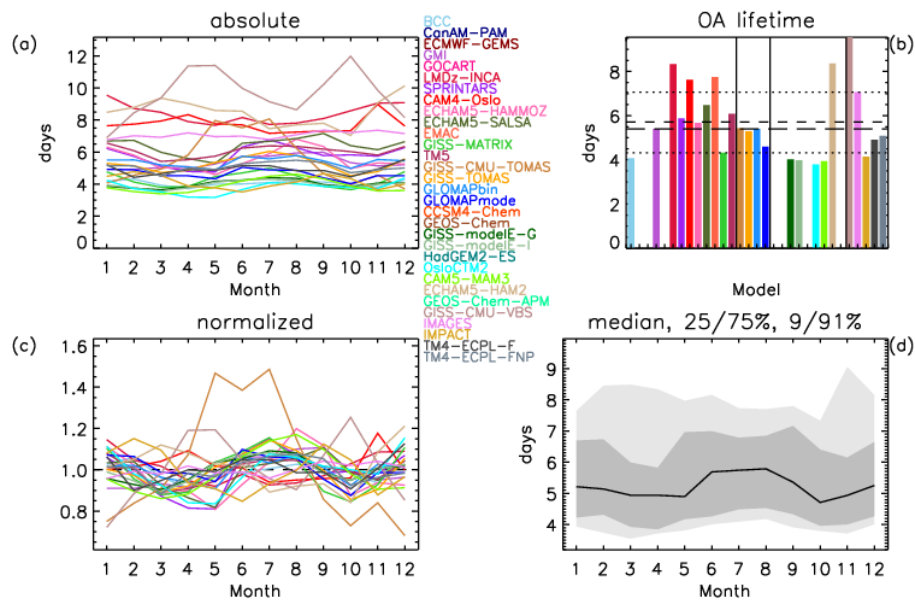 absolute
(a)
12
10
8
6
4
2
0
days
1 2 3 4 5 6 7 8 9 10 11 12
Month
BCC
CanAM-PAM
ECMWF-GEMS
GMI
GOCART
LMDz-INCA
SPRINTARS
CAM4-Oslo
ECHAM5-HAMMOZ
ECHAM5-SALSA
EMAC
GISS-MATRIX
TM5
GISS-CMU-TOMAS
GISS-TOMAS
GLOMAPbin
GLOMAPmode
CCSM4-Chem
GEOS-Chem
GISS-modelE-G
GISS-modelE-I
HadGEM2-ES
OsloCTM2
CAM5-MAM3
ECHAM5-HAM2
GEOS-Chem-APM
GISS-CMU-VBS
IMAGES
IMPACT
TM4-ECPL-F
TM4-ECPL-FNP
OA lifetime
(b)
8
6
4
2
0
days
Model
normalized
(c)
1.6
1.4
1.2
1.0
0.8
1 2 3 4 5 6 7 8 9 10 11 12
Month
median, 25/75%, 9/91%
(d)
9
8
7
6
5
4
days
1 2 3 4 5 6 7 8 9 10 11 12
Month